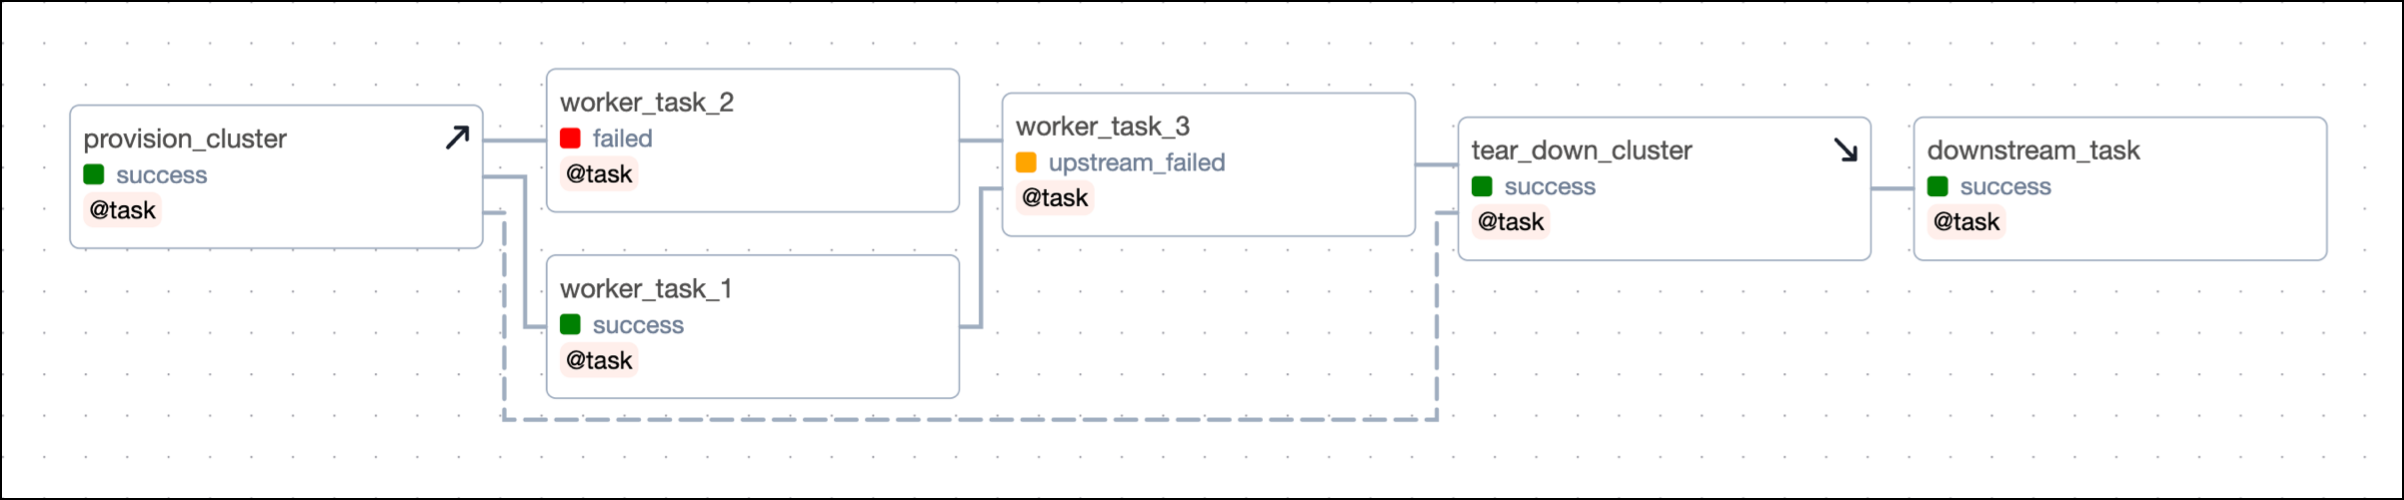 provision_cluster
success
@task
worker_task_2
failed
@task
worker_task_1
success
@task
worker_task_3
upstream_failed
@task
tear_down_cluster
success
@task
downstream_task
success
@task